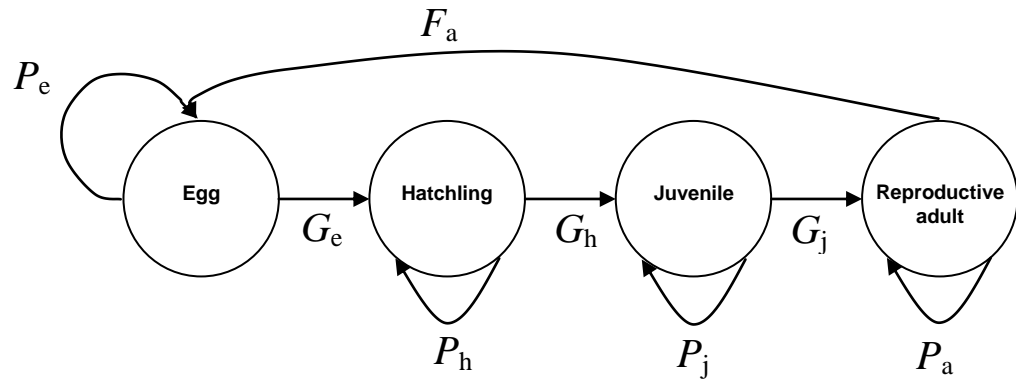 F_a
P_e
Egg
Hatchling
Juvenile
Reproductive
adult
G_e
G_h
G_j
P_h
P_j
P_a